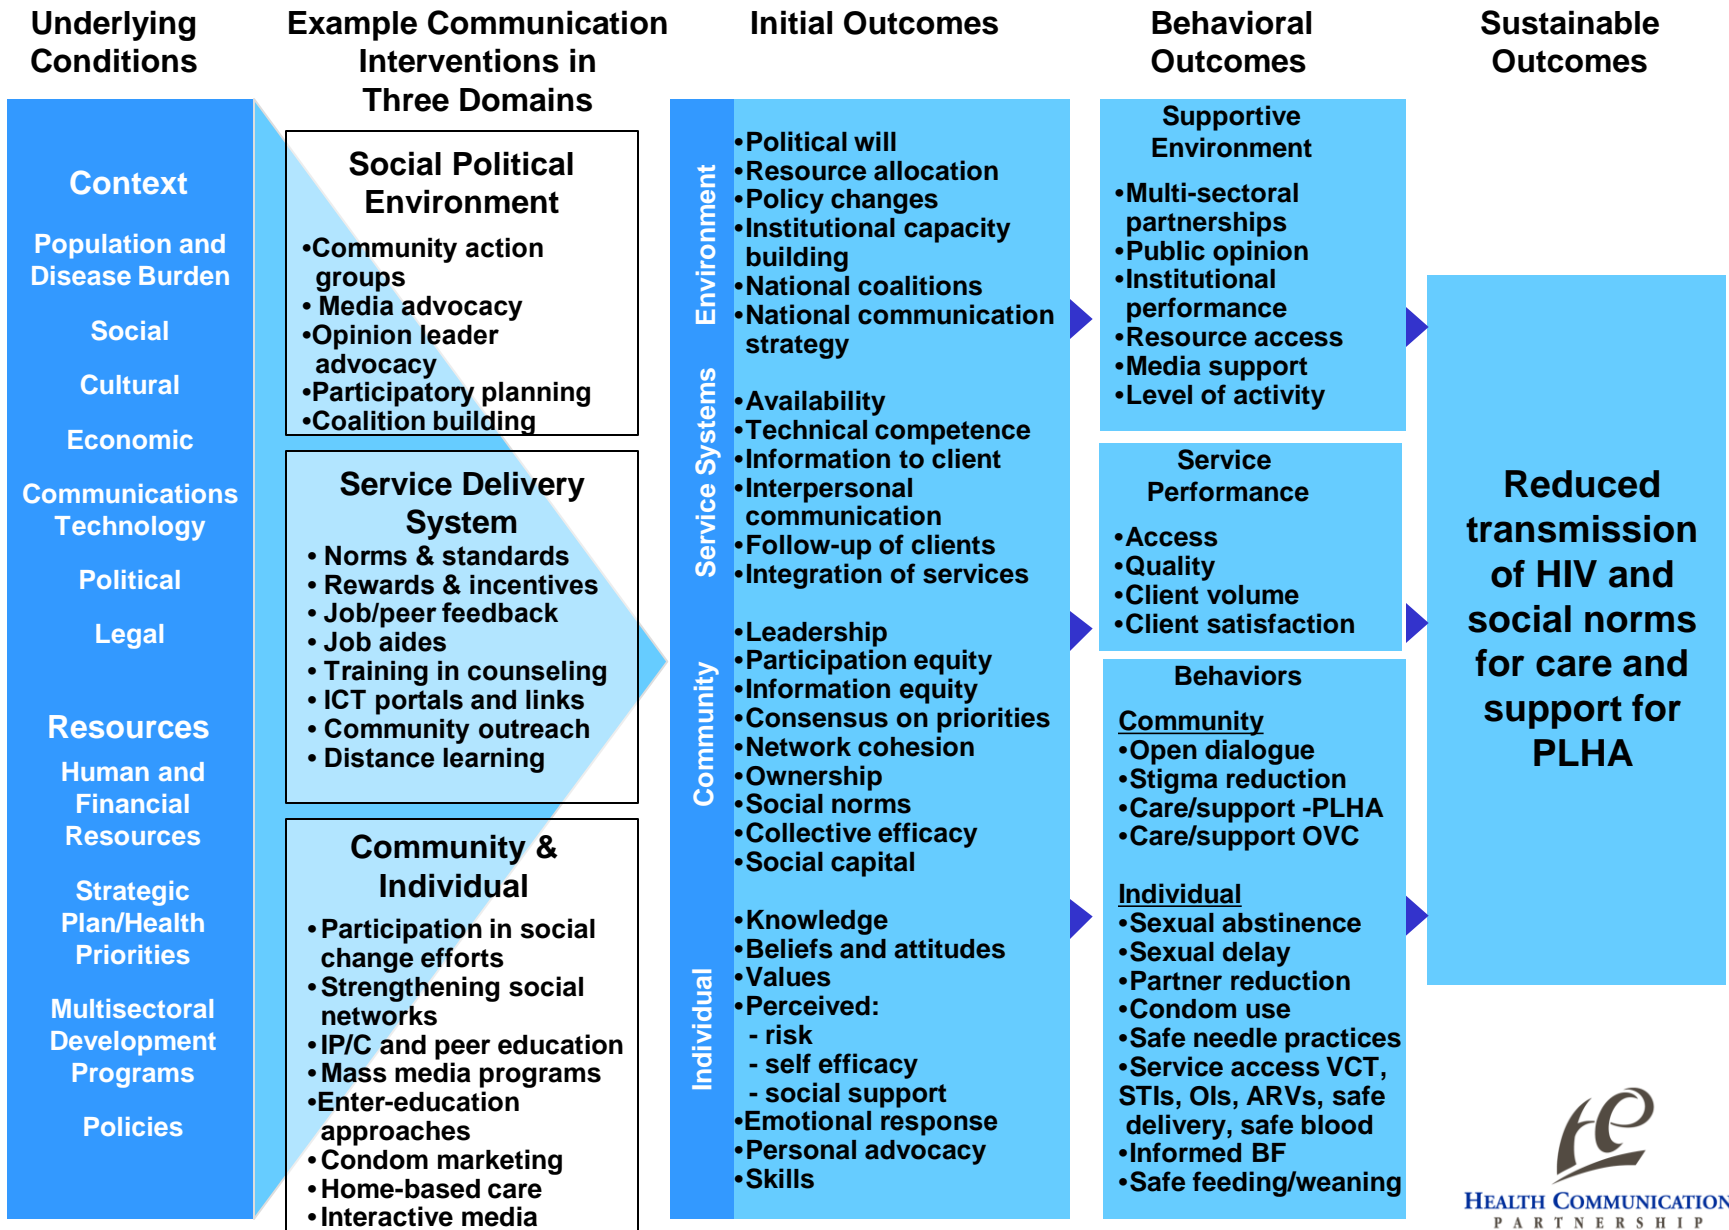 Underlying
Conditions
Example Communication
Interventions in
Three Domains
Initial Outcomes
Behavioral
Outcomes
Sustainable
Outcomes
Context
Population and
Disease Burden
Social
Cultural
Economic
Communications
Technology
Political
Legal
Resources
Human and
Financial
Resources
Strategic
Plan/Health
Priorities
Multisectoral
Development
Programs
Policies
Social Political
Environment
•Community action
groups
• Media advocacy
•Opinion leader
advocacy
•Participatory planning
•Coalition building
Service Delivery
System
• Norms & standards
• Rewards & incentives
• Job/peer feedback
• Job aides
• Training in counseling
• ICT portals and links
• Community outreach
• Distance learning
Community &
Individual
•Participation in social
change efforts
•Strengthening social
networks
•IP/C and peer education
•Mass media programs
•Enter-education
approaches
•Condom marketing
•Home-based care
•Interactive media
Environment
•Political will
•Resource allocation
•Policy changes
•Institutional capacity
building
•National coalitions
•National communication
strategy
Service Systems
•Availability
•Technical competence
•Information to client
•Interpersonal
communication
•Follow-up of clients
•Integration of services
Community
•Leadership
•Participation equity
•Information equity
•Consensus on priorities
•Network cohesion
•Ownership
•Social norms
•Collective efficacy
•Social capital
Individual
•Knowledge
•Beliefs and attitudes
•Values
•Perceived:
- risk
- self efficacy
- social support
•Emotional response
•Personal advocacy
•Skills
Supportive
Environment
•Multi-sectoral
partnerships
•Public opinion
•Institutional
performance
•Resource access
•Media support
•Level of activity
Service
Performance
•Access
•Quality
•Client volume
•Client satisfaction
Behaviors
Community
•Open dialogue
•Stigma reduction
•Care/support -PLHA
•Care/support OVC
Individual
•Sexual abstinence
•Sexual delay
•Partner reduction
•Condom use
•Safe needle practices
•Service access VCT,
STIs, OIs, ARVs, safe
delivery, safe blood
•Informed BF
•Safe feeding/weaning
Reduced
transmission
of HIV and
social norms
for care and
support for
PLHA
HEALTH COMMUNICATION
PARTNERSHIP